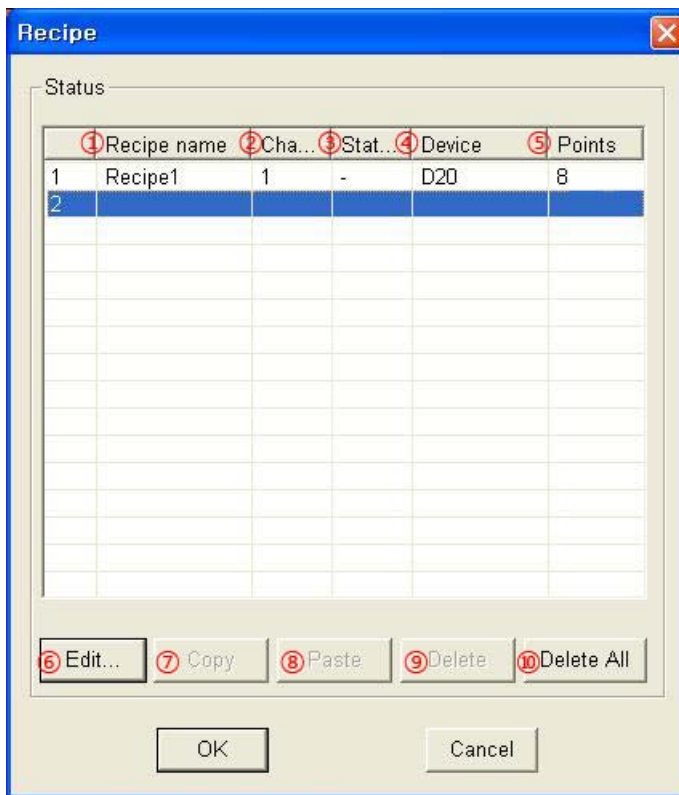 Recipe
Status
①Recipe name ②Cha... ③Stat... ④Device ⑤Points
1 Recipe1 1 - D20 8
2
⑥Edit... ⑦Copy ⑧Paste ⑨Delete ⑩Delete All
OK Cancel